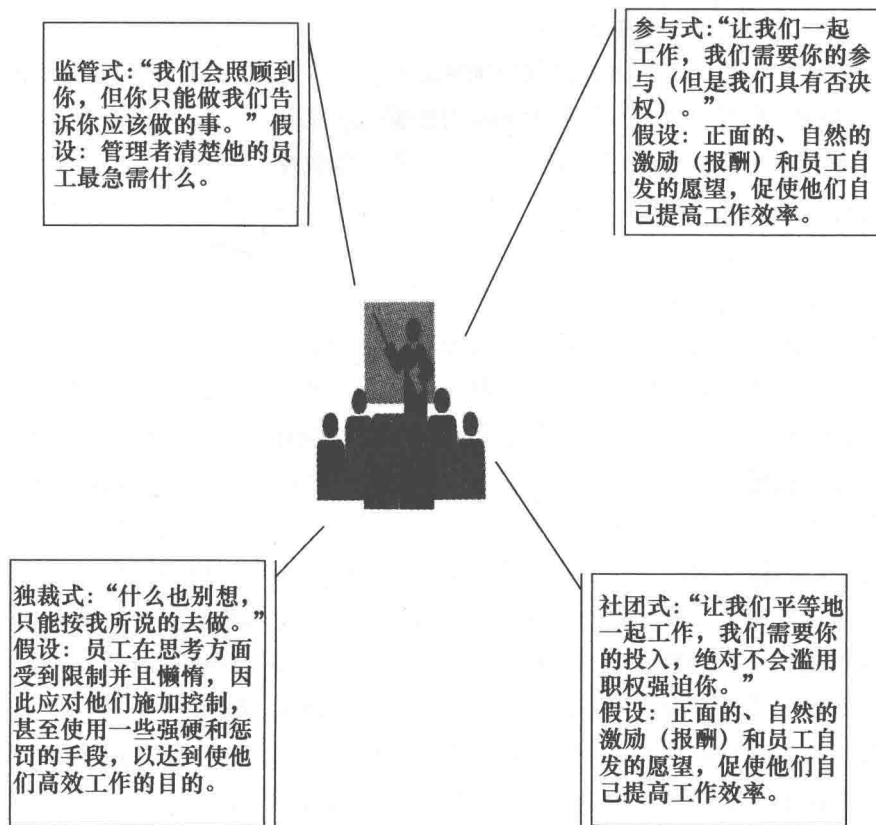 监管式：“我们会照顾到
你，但你只能做我们告
诉你应该做的事。”假
设：管理者清楚他的员
工最急需什么。
参与式：“让我们一起
工作，我们需要你的参
与（但是我们具有否决
权）。”
假设：正面的、自然的
激励（报酬）和员工自
发的愿望，促使他们自
己提高工作效率。
独裁式：“什么也别想，
只能按我所说的去做。”
假设：员工在思考方面
受到限制并且懒惰，因
此应对他们施加控制，
甚至使用一些强硬和惩
罚的手段，以达到使他
们高效工作的目的。
社团式：“让我们平等地
一起工作，我们需要你
的投入，绝对不会滥用
职权强迫你。”
假设：正面的、自然的
激励（报酬）和员工自
发的愿望，促使他们自
己提高工作效率。